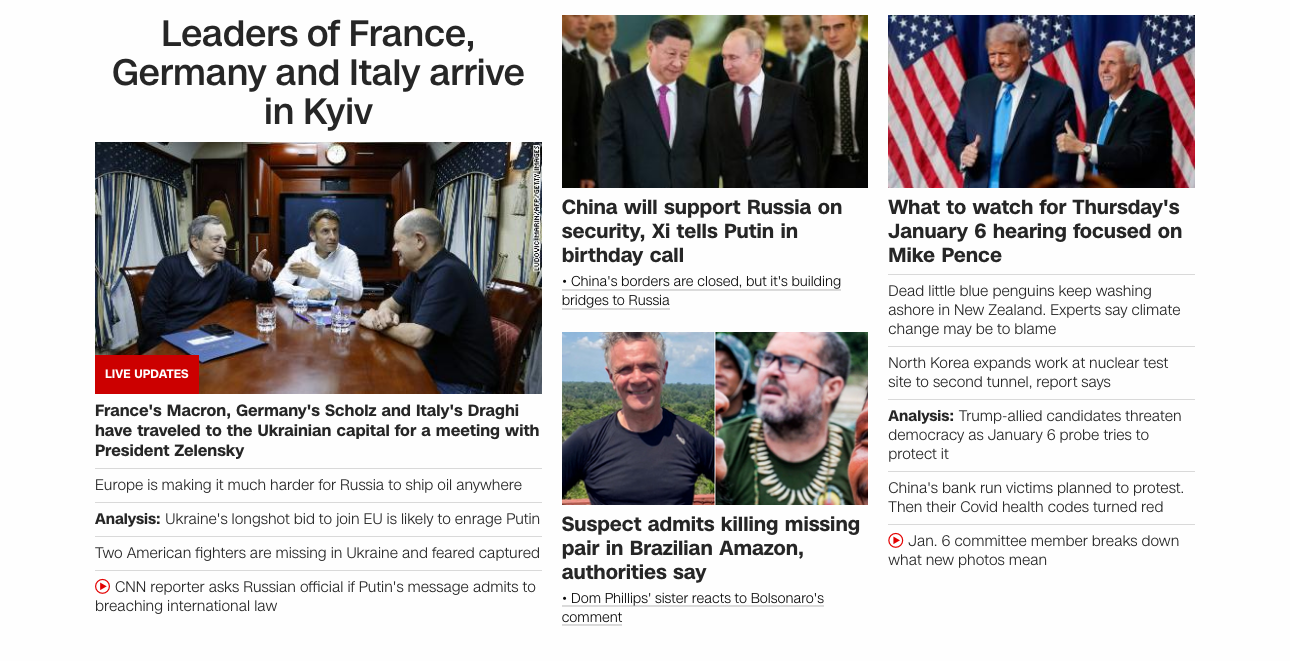 Leaders of France,
Germany and Italy arrive
in Kyiv
LUDOVIC MARIN/AFP/GETTY IMAGES
LIVE UPDATES
France's Macron, Germany's Scholz and Italy's Draghi
have traveled to the Ukrainian capital for a meeting with
President Zelensky
Europe is making it much harder for Russia to ship oil anywhere
Analysis: Ukraine's longshot bid to join EU is likely to enrage Putin
Two American fighters are missing in Ukraine and feared captured
CNN reporter asks Russian official if Putin's message admits to
breaching international law
China will support Russia on
security, Xi tells Putin in
birthday call
• China's borders are closed, but it's building
bridges to Russia
Suspect admits killing missing
pair in Brazilian Amazon,
authorities say
• Dom Phillips' sister reacts to Bolsonaro's
comment
What to watch for Thursday's
January 6 hearing focused on
Mike Pence
Dead little blue penguins keep washing
ashore in New Zealand. Experts say climate
change may be to blame
North Korea expands work at nuclear test
site to second tunnel, report says
Analysis: Trump-allied candidates threaten
democracy as January 6 probe tries to
protect it
China's bank run victims planned to protest.
Then their Covid health codes turned red
Jan. 6 committee member breaks down
what new photos mean